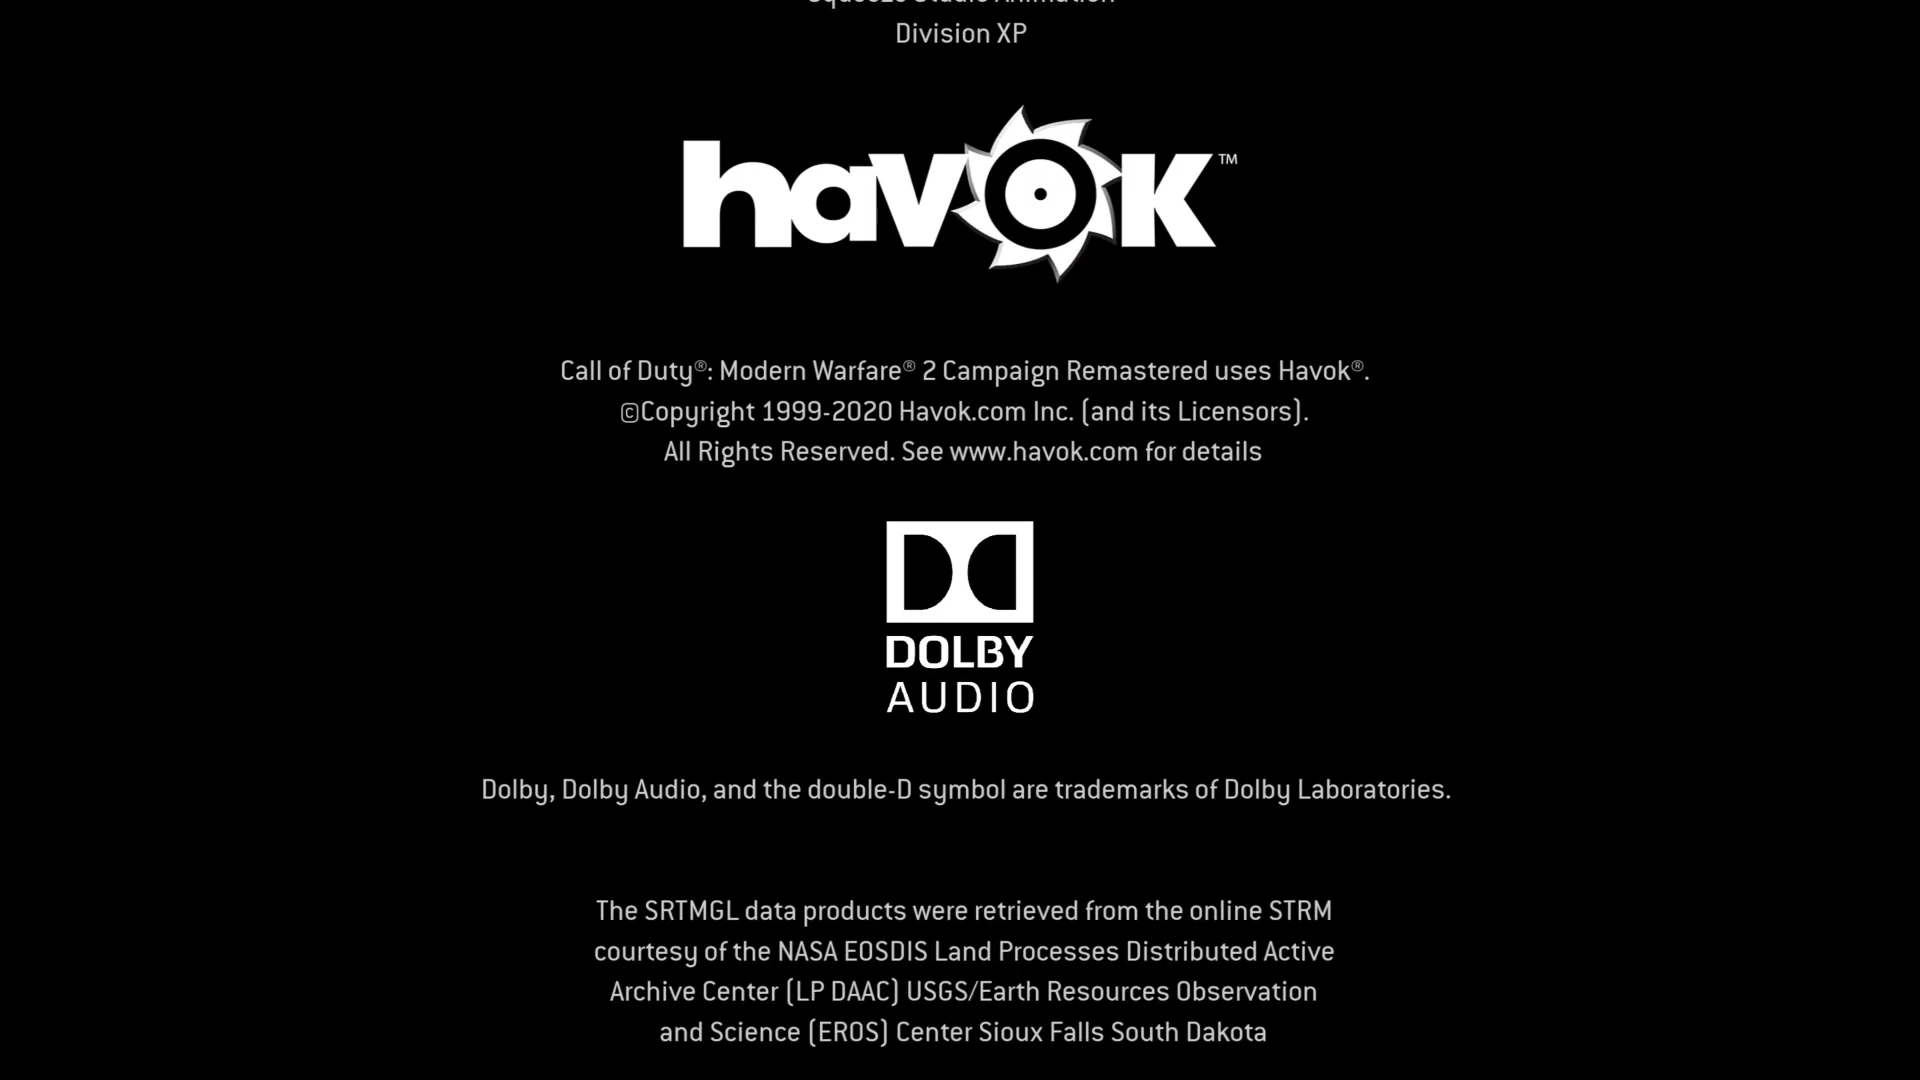 Squeeze Studio Animation
Division XP
havok™
Call of Duty®: Modern Warfare® 2 Campaign Remastered uses Havok®.
©Copyright 1999-2020 Havok.com Inc. (and its Licensors).
All Rights Reserved. See www.havok.com for details
DOLBY
AUDIO
Dolby, Dolby Audio, and the double-D symbol are trademarks of Dolby Laboratories.
The SRTMGL data products were retrieved from the online STRM
courtesy of the NASA EOSDIS Land Processes Distributed Active
Archive Center (LP DAAC) USGS/Earth Resources Observation
and Science (EROS) Center Sioux Falls South Dakota